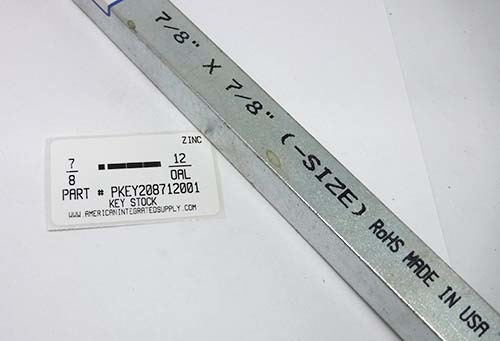 7/8" X 7/8" (-SIZE) RoHS MADE IN USA
ZINC
7/8 12
OAL
PART # PKEY208712001
KEY STOCK
WWW.AMERICANINTEGRATEDSUPPLY.COM